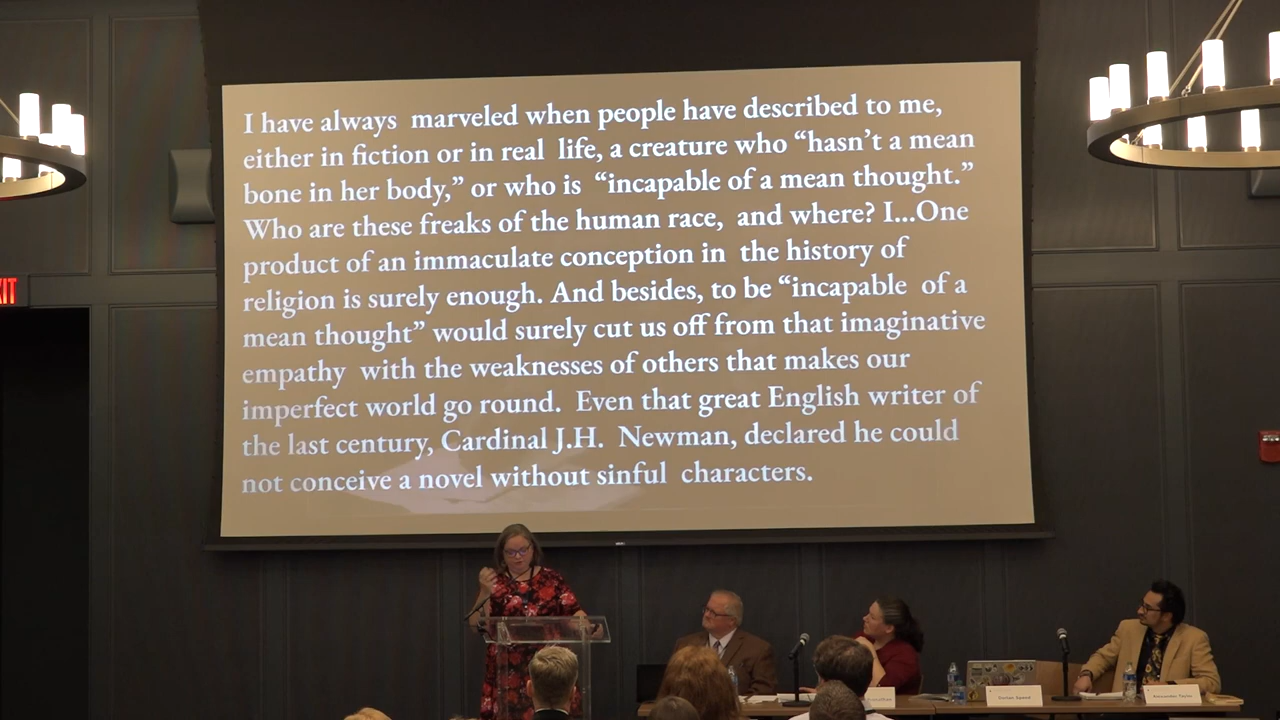 I have always marveled when people have described to me,
either in fiction or in real life, a creature who “hasn’t a mean
bone in her body,” or who is “incapable of a mean thought.”
Who are these freaks of the human race, and where? I...One
product of an immaculate conception in the history of
religion is surely enough. And besides, to be “incapable of a
mean thought” would surely cut us off from that imaginative
empathy with the weaknesses of others that makes our
imperfect world go round. Even that great English writer of
the last century, Cardinal J.H. Newman, declared he could
not conceive a novel without sinful characters.